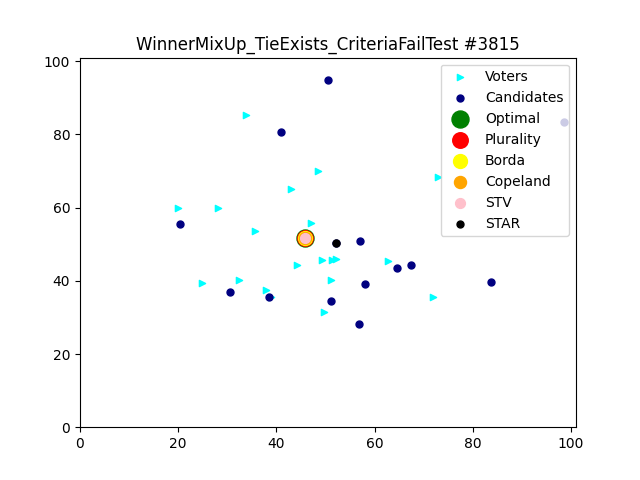 WinnerMixUp_TieExists_CriteriaFailTest #3815
100
80
60
40
20
0
0 20 40 60 80 100
Voters
Candidates
Optimal
Plurality
Borda
Copeland
STV
STAR